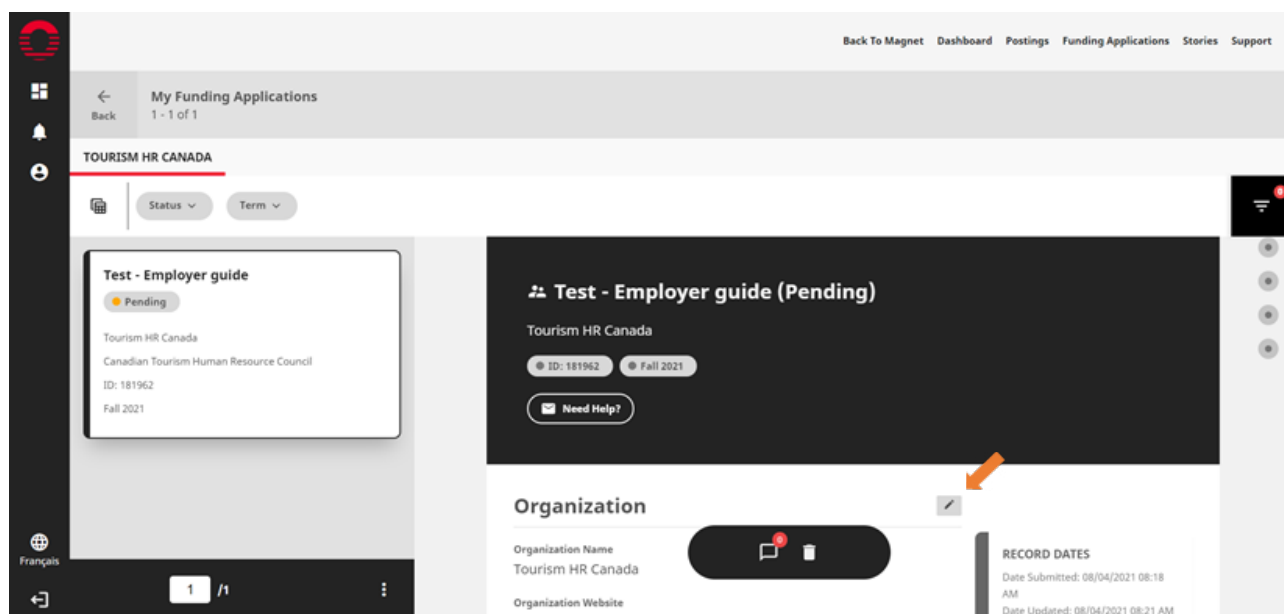 Back To Magnet Dashboard Postings Funding Applications Stories Support
Back
My Funding Applications
1 - 1 of 1
TOURISM HR CANADA
Status
Term
0
Test - Employer guide
Pending
Tourism HR Canada
Canadian Tourism Human Resource Council
ID: 181962
Fall 2021
Test - Employer guide (Pending)
Tourism HR Canada
ID: 181962
Fall 2021
Need Help?
Organization
Organization Name
Tourism HR Canada
Organization Website
0
RECORD DATES
Date Submitted: 08/04/2021 08:18
AM
Date Updated: 08/04/2021 08:21 AM
Français
1 /1